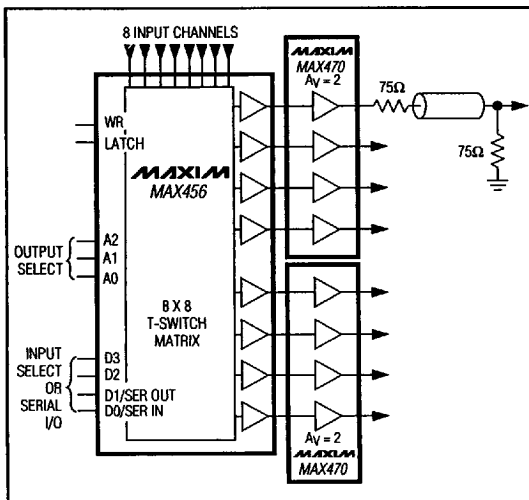 8 INPUT CHANNELS
MAXIM
MAX470
AV = 2
75Ω
75Ω
WR
LATCH
MAXIM
MAX456
OUTPUT
SELECT
A2
A1
A0
8 X 8
T-SWITCH
MATRIX
INPUT
SELECT
OR
SERIAL
I/O
D3
D2
D1/SER OUT
D0/SER IN
AV = 2
MAXIM
MAX470